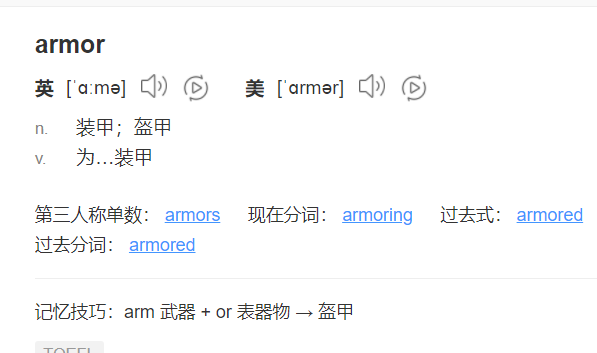 armor
英 [ˈɑːmə] 美 [ˈɑrmər]
n. 装甲；盔甲
v. 为…装甲
第三人称单数： armors 现在分词： armoring 过去式： armored
过去分词： armored
记忆技巧：arm 武器 + or 表器物 → 盔甲
TOEFL